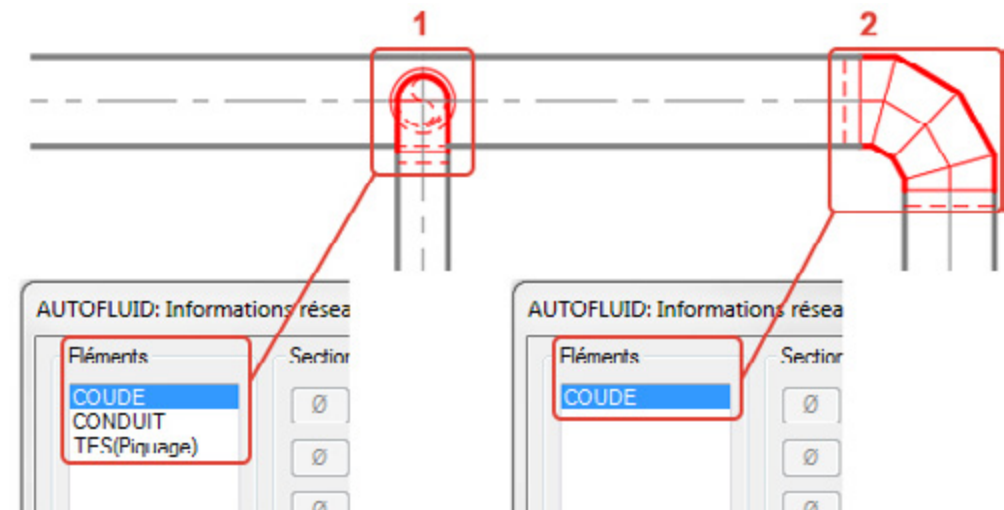 1
2
AUTOFLUID: Informations résea
Eléments
Section
COUDE
CONDUIT
TES(Piquage)
Ø
Ø
Ø
AUTOFLUID: Informations résea
Eléments
Section
COUDE
Ø
Ø
Ø